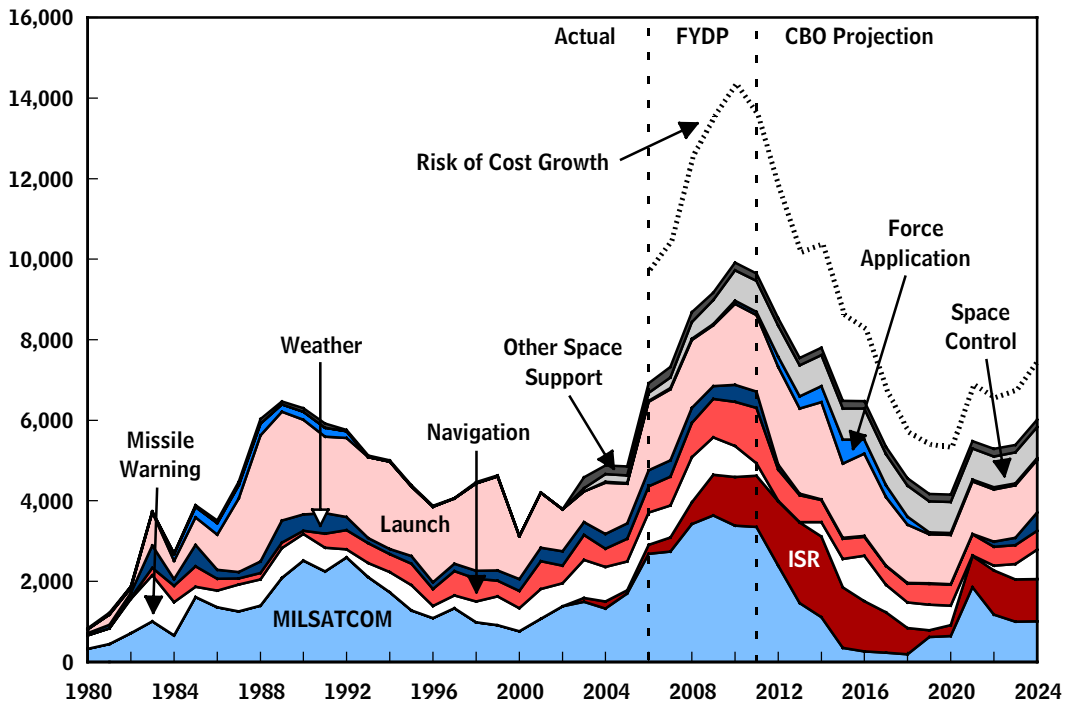 16,000
14,000
12,000
10,000
8,000
6,000
4,000
2,000
0
Actual
FYDP
CBO Projection
Risk of Cost Growth
Force
Application
Space
Control
Weather
Other Space
Support
Missile
Warning
Navigation
Launch
ISR
MILSATCOM
1980 1984 1988 1992 1996 2000 2004 2008 2012 2016 2020 2024